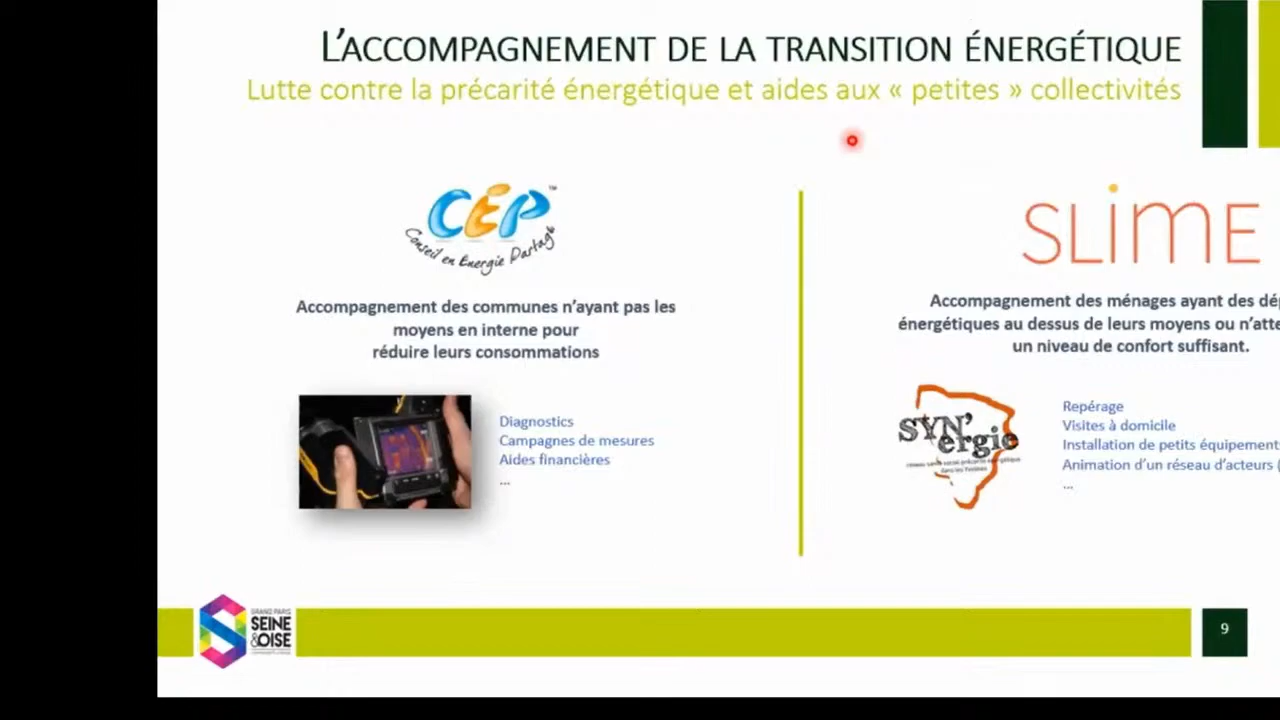 L'ACCOMPAGNEMENT DE LA TRANSITION ÉNERGÉTIQUE
Lutte contre la précarité énergétique et aides aux « petites » collectivités
CEP™
Conseil en Energie Partagé
Accompagnement des communes n'ayant pas les
moyens en interne pour
réduire leurs consommations
Diagnostics
Campagnes de mesures
Aides financières
...
SLiME
Accompagnement des ménages ayant des dép
énergétiques au dessus de leurs moyens ou n'atte
un niveau de confort suffisant.
SYN'
ergie
dans les Yvelines
Repérage
Visites à domicile
Installation de petits équipement
Animation d'un réseau d'acteurs (
...
GRAND PARIS
SEINE
&OISE
9